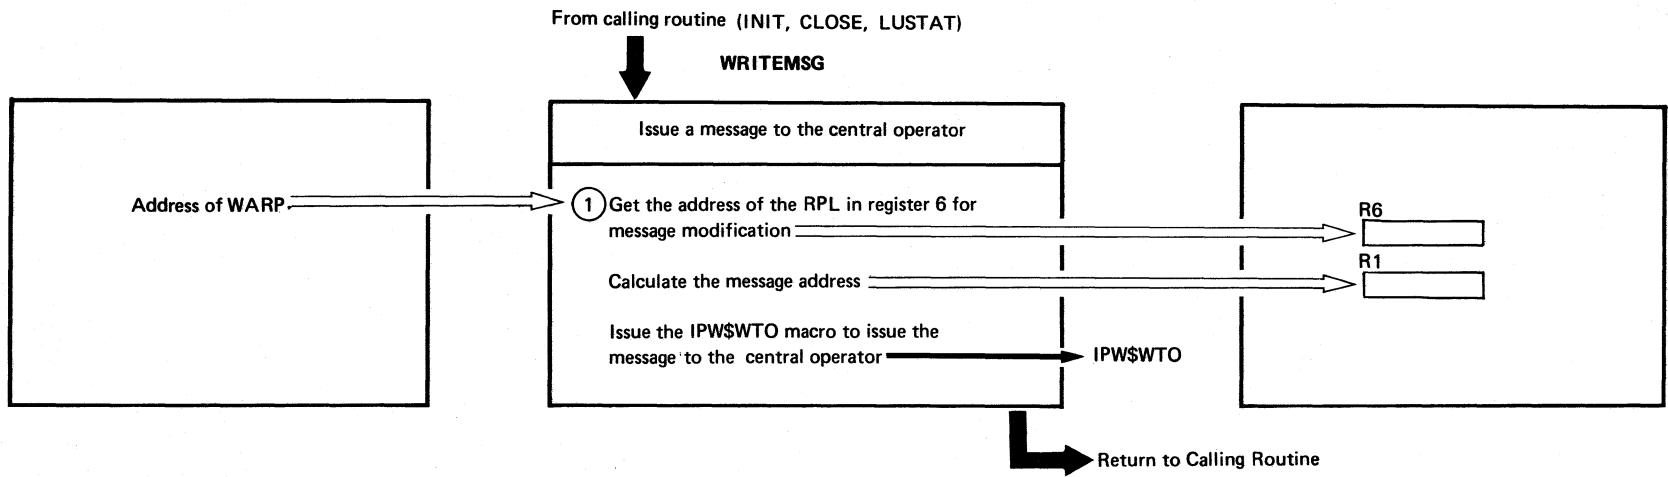 From calling routine (INIT, CLOSE, LUSTAT)
WRITEMSG
Issue a message to the central operator
Address of WARP
1 Get the address of the RPL in register 6 for
message modification
R6
Calculate the message address
R1
Issue the IPW$WTO macro to issue the
message to the central operator
IPW$WTO
Return to Calling Routine